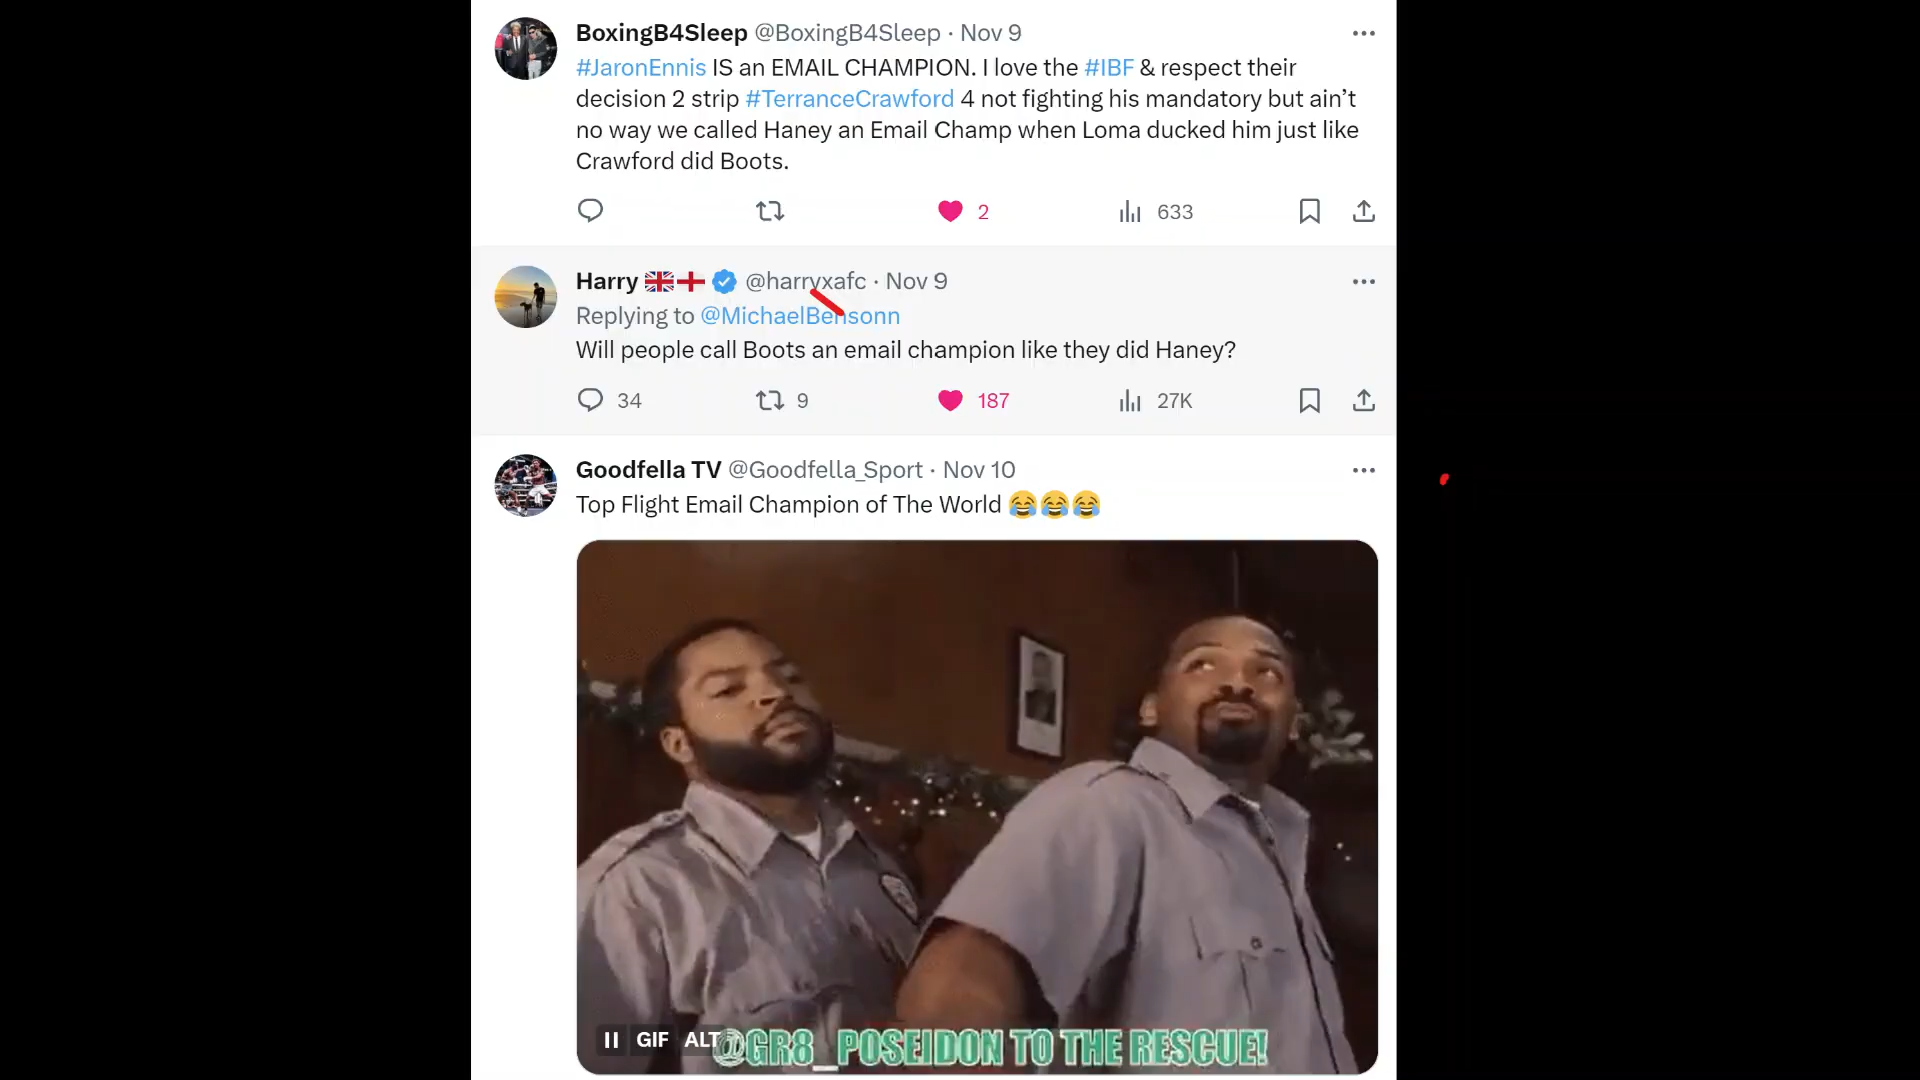 BoxingB4Sleep @BoxingB4Sleep · Nov 9
#JaronEnnis IS an EMAIL CHAMPION. I love the #IBF & respect their
decision 2 strip #TerranceCrawford 4 not fighting his mandatory but ain’t
no way we called Haney an Email Champ when Loma ducked him just like
Crawford did Boots.
2 633
Harry 🇬🇧🏴󠁧󠁢󠁥󠁮󠁧󠁿 @harryxafc · Nov 9
Replying to @MichaelBensonn
Will people call Boots an email champion like they did Haney?
34 9 187 27K
Goodfella TV @Goodfella_Sport · Nov 10
Top Flight Email Champion of The World 😂😂😂
GIF ALT @GR8_POSEIDON TO THE RESCUE!